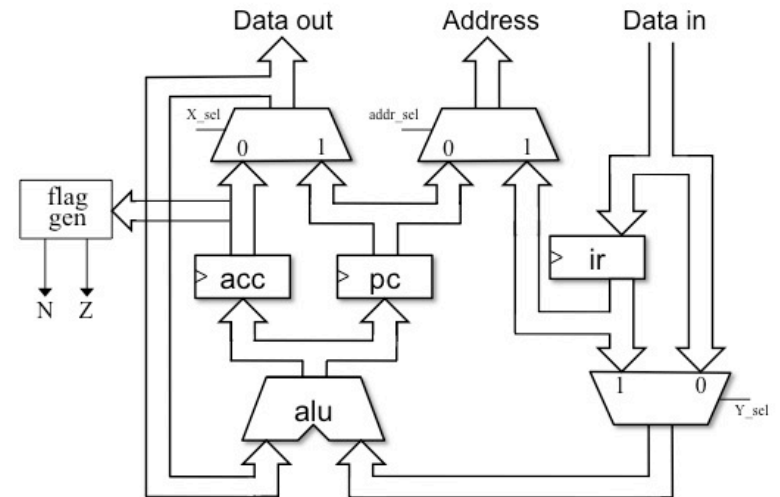 Data out
Address
Data in
X_sel
addr_sel
0
1
0
1
flag
gen
N
Z
acc
pc
ir
1
0
Y_sel
alu